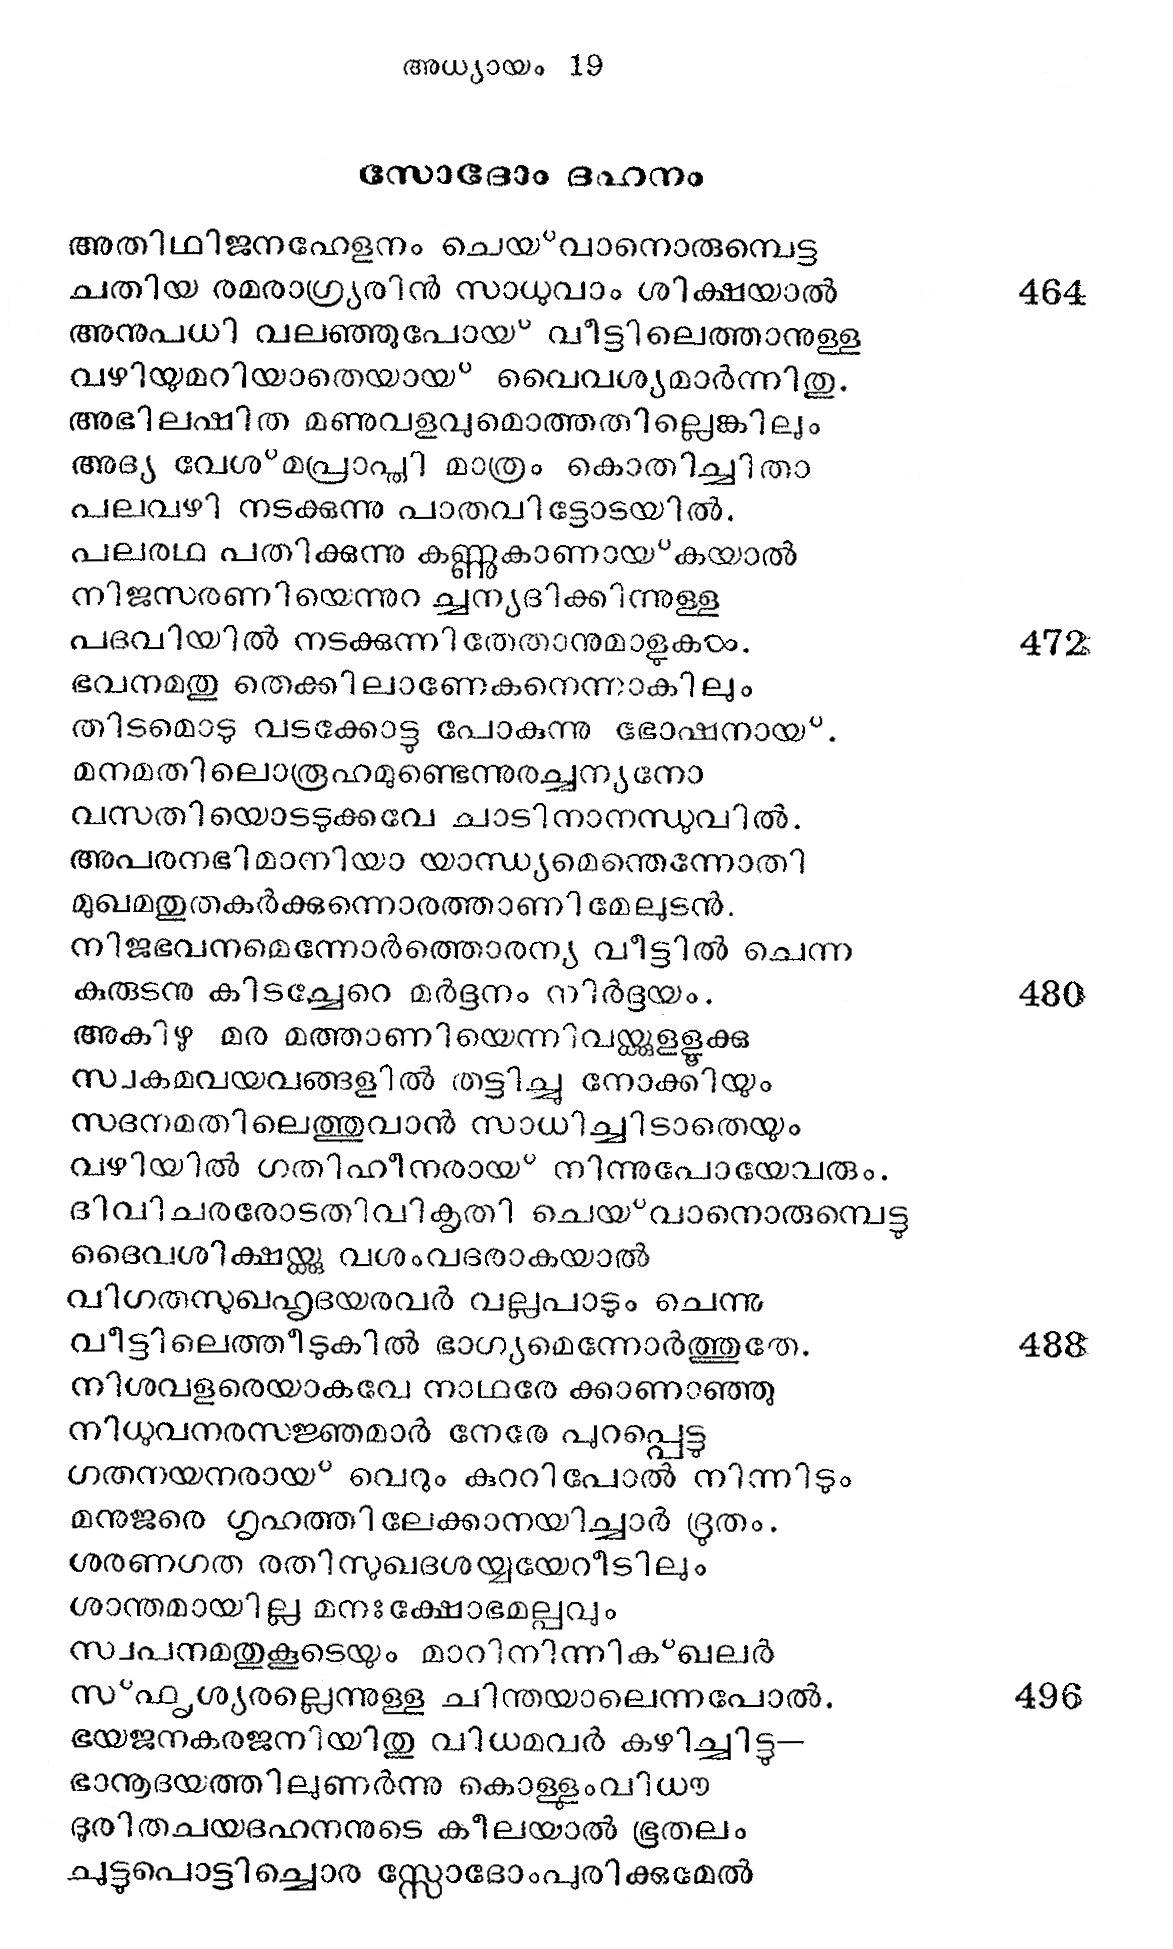 അധ്യായം 19
സോദോം ദഹനം
അതിഥിജനഹേളനം ചെയ്‌വാനൊരുമ്പെട്ട
ചതിയ രമരാഗ്ര്യരിൻ സാധുവാം ശിക്ഷയാൽ 464
അനുപധി വലഞ്ഞുപോയ് വീട്ടിലെത്താനുള്ള
വഴിയുമറിയാതെയായ് വൈവശ്യമാർന്നിതു.
അഭിലഷിത മണുവളവുമൊത്തതില്ലെങ്കിലും
അദ്യ വേശ്മപ്രാപ്തി മാത്രം കൊതിച്ചിതാ
പലവഴി നടക്കുന്നു പാതവിട്ടോടയിൽ.
പലരഥ പതിക്കുന്നു കണ്ണുകാണായ്കയാൽ
നിജസരണിയെന്നുറ ച്ചന്യദിക്കിന്നുള്ള
പദവിയിൽ നടക്കുന്നിതേതാനുമാളുകൾ. 472
ഭവനമതു തെക്കിലാണേകനെന്നാകിലും
തിടമൊടു വടക്കോട്ടു പോകുന്നു ഭോഷനായ്.
മനമതിലൊരൂഹമുണ്ടെന്നുരച്ചന്യനോ
വസതിയൊടടുക്കവേ ചാടിനാനന്ധുവിൽ.
അപരനഭിമാനിയാ യാന്ധ്യമെന്തെന്നോതി
മുഖമതുതകർക്കുന്നൊരത്താണിമേലുടൻ.
നിജഭവനമെന്നോർത്തൊരന്യ വീട്ടിൽ ചെന്ന
കുരുടനു കിടച്ചേറെ മർദ്ദനം നിർദ്ദയം. 480
അകിഴു മര മത്താണിയെന്നിവയ്ക്കുള്ളൂക്കു
സ്വകമവയവങ്ങളിൽ തട്ടിച്ചു നോക്കിയും
സദനമതിലെത്തുവാൻ സാധിച്ചിടാതെയും
വഴിയിൽ ഗതിഹീനരായ് നിന്നുപോയേവരും.
ദിവിചരരോടതിവികൃതി ചെയ്‌വാനൊരുമ്പെട്ടു
ദൈവശിക്ഷയ്ക്കു വശംവദരാകയാൽ
വിഗതസുഖഹൃദയരവർ വല്ലപാടും ചെന്നു
വീട്ടിലെത്തീടുകിൽ ഭാഗ്യമെന്നോർത്തുതേ. 488
നിശവളരെയാകവേ നാഥരേ ക്കാണാഞ്ഞു
നിധുവനരസജ്ഞമാർ നേരേ പുറപ്പെട്ടു
ഗതനയനരായ് വെറും കുററിപോൽ നിന്നിടും
മനുജരെ ഗൃഹത്തിലേക്കാനയിച്ചാർ ദ്രുതം.
ശരണഗത രതിസുഖദശയ്യയേറീടിലും
ശാന്തമായില്ല മനഃക്ഷോഭമല്പവും
സ്വപനമതുകൂടെയും മാറിനിന്നിക്ഖലർ
സ്ഫൃശ്യരല്ലെന്നുള്ള ചിന്തയാലെന്നപോൽ. 496
ഭയജനകരജനിയിതു വിധമവർ കഴിച്ചിട്ടു—
ഭാനൂദയത്തിലുണർന്നു കൊള്ളുംവിധൗ
ദുരിതചയദഹനനുടെ കീലയാൽ ഭൂതലം
ചുട്ടുപൊട്ടിച്ചൊര സ്സോദോംപുരിക്കുമേൽ